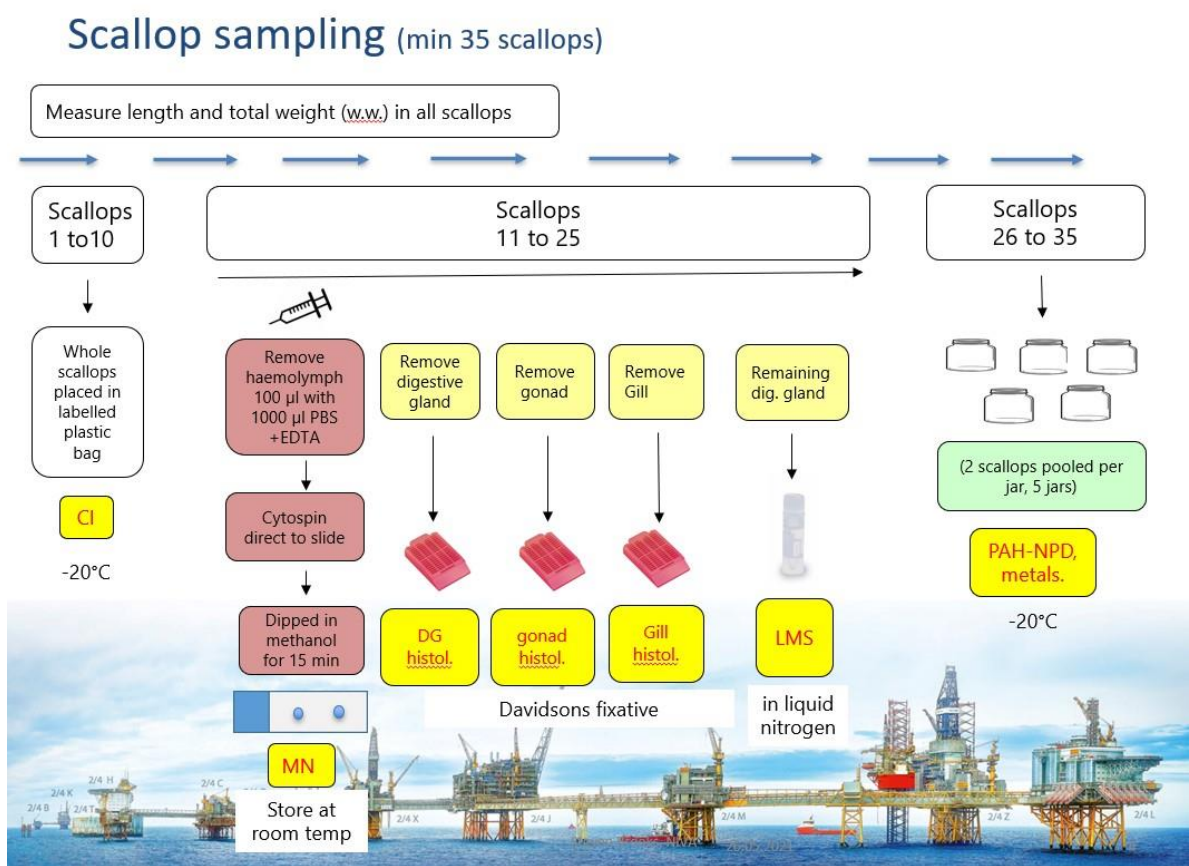 Scallop sampling (min 35 scallops)
Measure length and total weight (w.w.) in all scallops
Scallops
1 to10
Scallops
11 to 25
Scallops
26 to 35
Whole
scallops
placed in
labelled
plastic
bag
CI
-20°C
Remove
haemolymph
100 µl with
1000 µl PBS
+EDTA
Cytospin
direct to slide
Dipped in
methanol
for 15 min
MN
Store at
room temp
Remove
digestive
gland
DG
histol.
Remove
gonad
gonad
histol.
Remove
Gill
Gill
histol.
Davidsons fixative
Remaining
dig. gland
LMS
in liquid
nitrogen
(2 scallops pooled per
jar, 5 jars)
PAH-NPD,
metals.
-20°C
2/4 H
2/4 K
2/4 B
2/4 T
2/4 C
2/4 X
2/4 J
2/4 M
2/4 Z
2/4 L